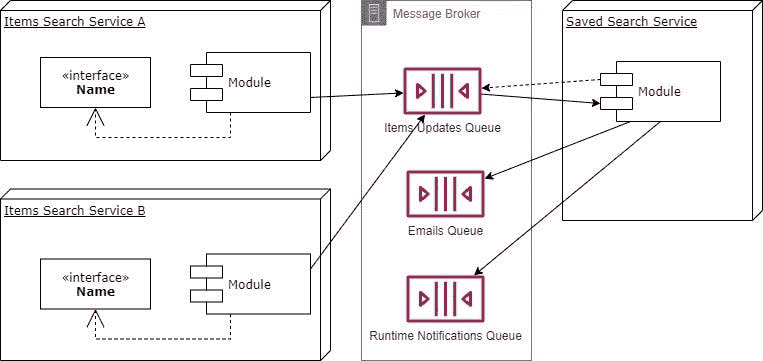 Items Search Service A
«interface»
Name
Module
Message Broker
Items Updates Queue
Emails Queue
Runtime Notifications Queue
Saved Search Service
Module
Items Search Service B
«interface»
Name
Module